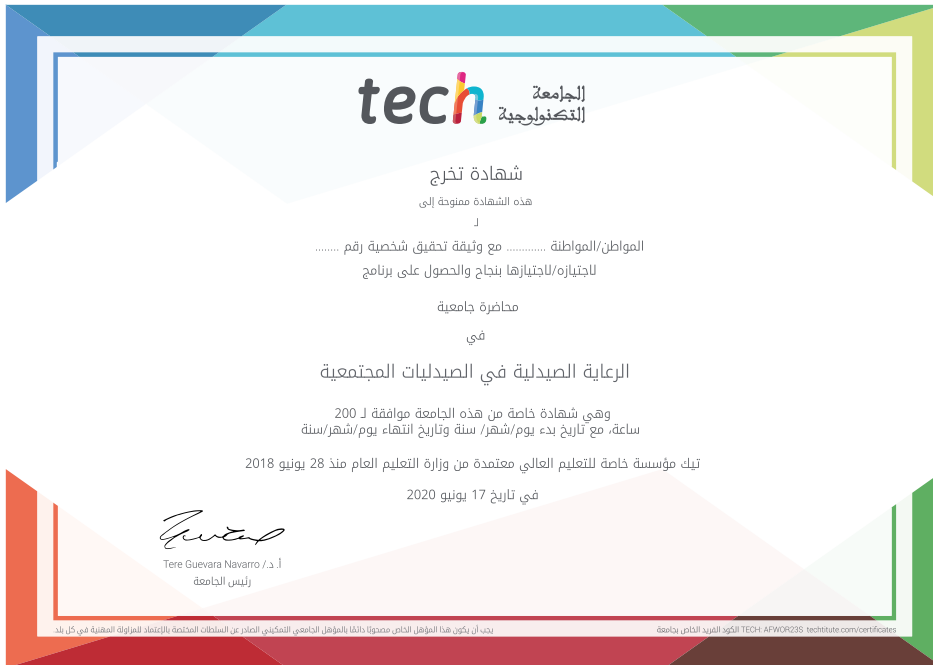 tech الجامعة
التكنولوجية
شهادة تخرج
هذه الشهادة ممنوحة إلى
لـ
المواطن/المواطنة ............ مع وثيقة تحقيق شخصية رقم ........
لاجتيازه/لاجتيازها بنجاح والحصول على برنامج
محاضرة جامعية
في
الرعاية الصيدلية في الصيدليات المجتمعية
وهي شهادة خاصة من هذه الجامعة موافقة لـ 200
ساعة، مع تاريخ بدء يوم/شهر/ سنة وتاريخ انتهاء يوم/شهر/سنة
تيك مؤسسة خاصة للتعليم العالي معتمدة من وزارة التعليم العام منذ 28 يونيو 2018
في تاريخ 17 يونيو 2020
أ. د./ Tere Guevara Navarro
رئيس الجامعة
يجب أن يكون هذا المؤهل الخاص مصحوبًا دائمًا بالمؤهل الجامعي التمكيني الصادر عن السلطات المختصة بالإعتماد للمزاولة المهنية في كل بلد.
الكود الفريد الخاص بجامعة TECH: AFWOR23S techtitute.com/certificates